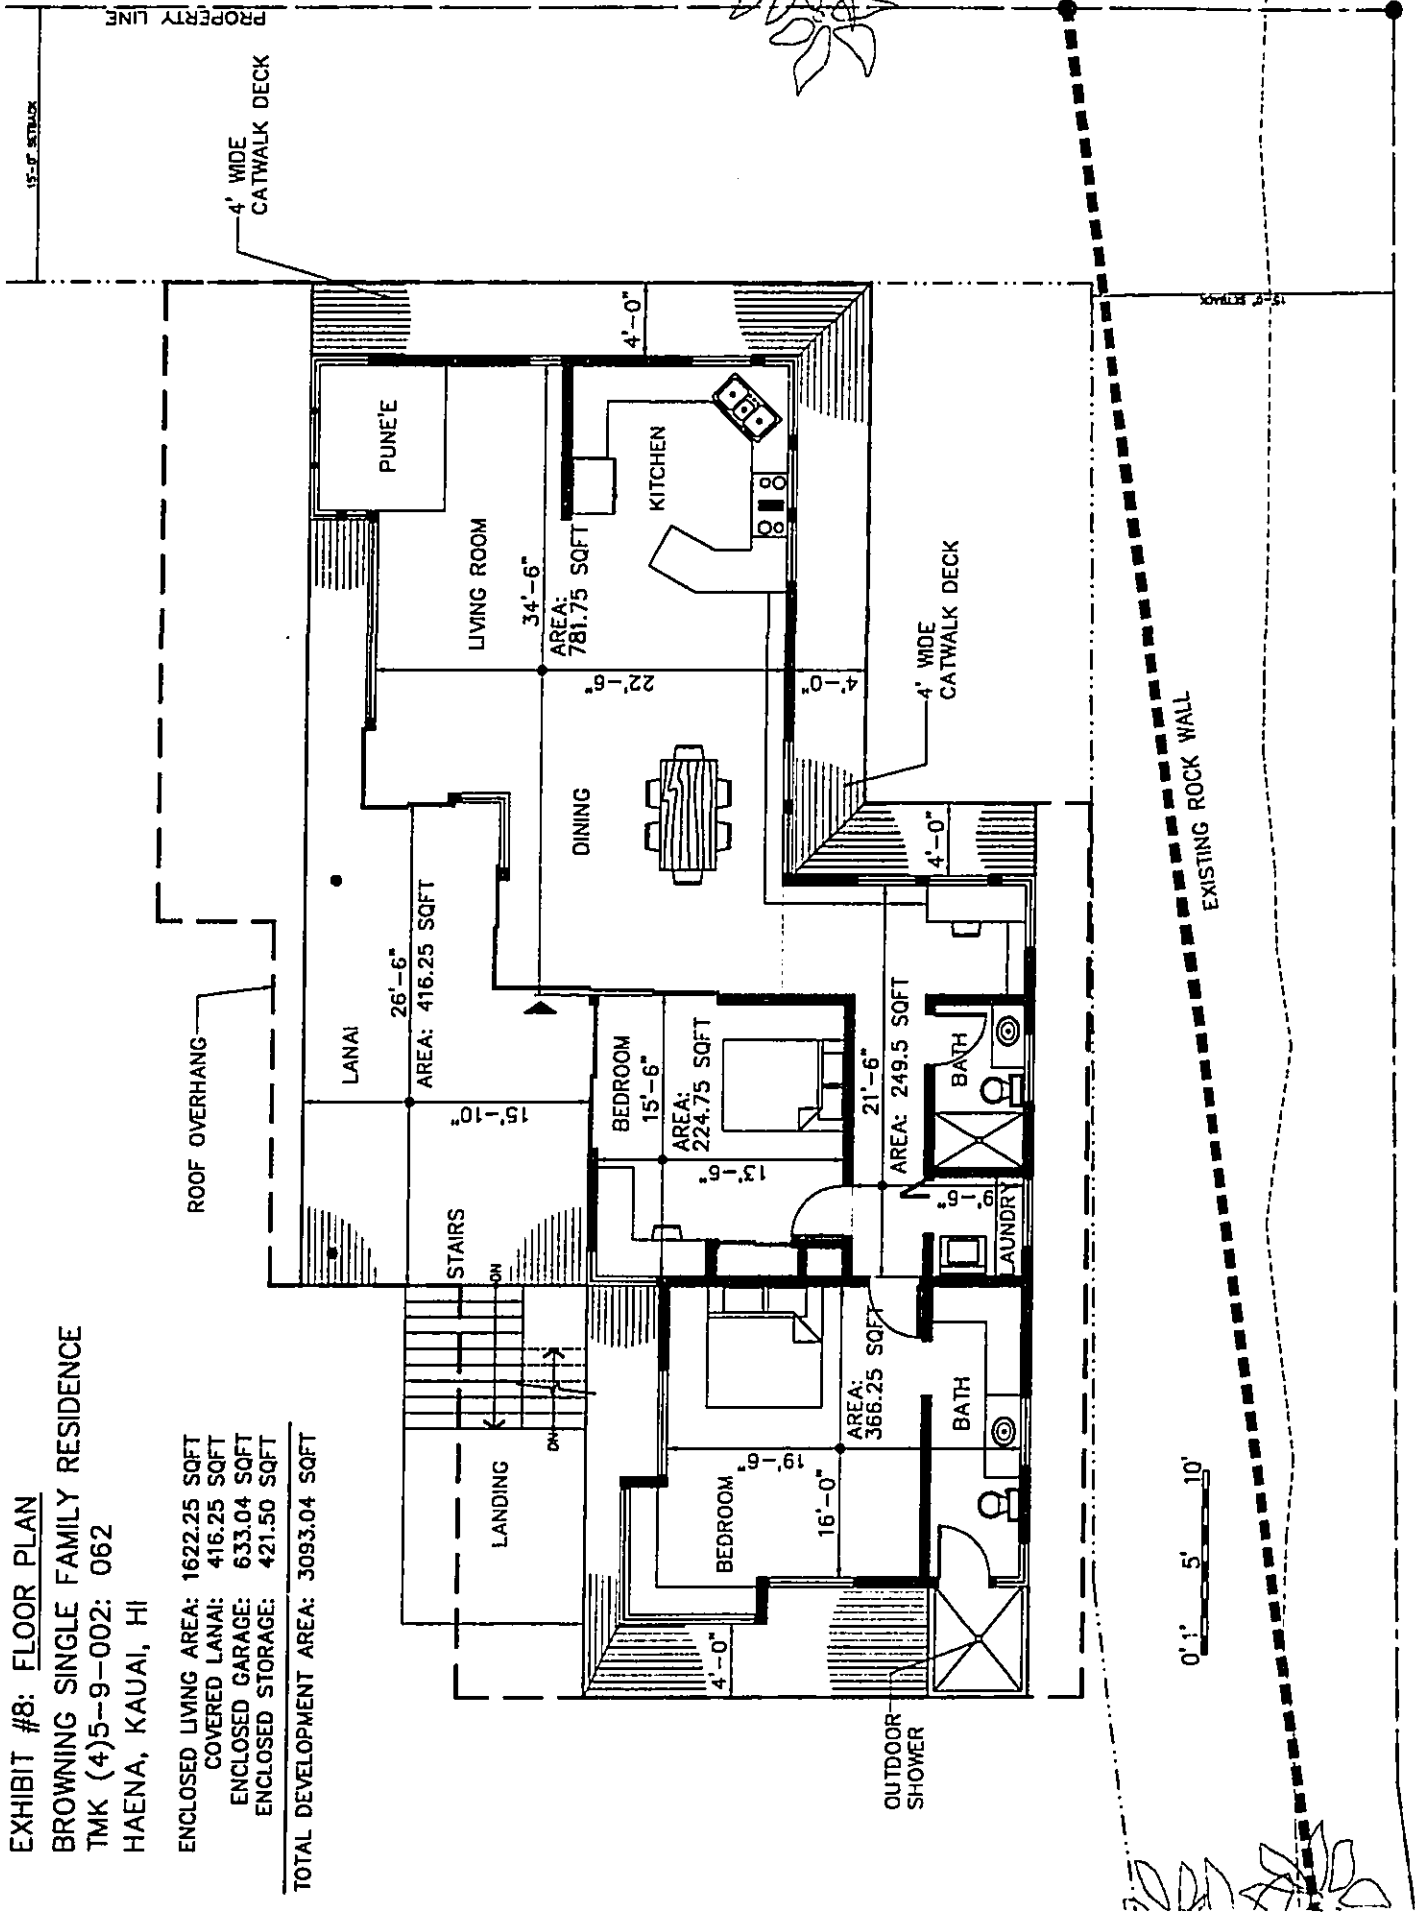 EXHIBIT #8: FLOOR PLAN
BROWNING SINGLE FAMILY RESIDENCE
TMK (4)5-9-002: 062
HAENA, KAUAI, HI
ENCLOSED LIVING AREA: 1622.25 SQFT
COVERED LANAI: 416.25 SQFT
ENCLOSED GARAGE: 633.04 SQFT
ENCLOSED STORAGE: 421.50 SQFT
TOTAL DEVELOPMENT AREA: 3093.04 SQFT
ROOF OVERHANG
4' WIDE
CATWALK DECK
15'-0" SETBACK
PROPERTY LINE
LANAI
26'-6"
AREA: 416.25 SQFT
15'-10"
STAIRS
DN
DN
LANDING
PUNE'E
LIVING ROOM
34'-6"
AREA:
781.75 SQFT
22'-6"
4'-0"
KITCHEN
4'-0"
DINING
4' WIDE
CATWALK DECK
4'-0"
BEDROOM
15'-6"
AREA:
224.75 SQFT
13'-6"
21'-6"
AREA: 249.5 SQFT
9'-6"
BATH
LAUNDRY
BEDROOM
16'-0"
19'-6"
AREA:
366.25 SQFT
BATH
4'-0"
OUTDOOR
SHOWER
EXISTING ROCK WALL
15'-0" SETBACK
0' 1' 5' 10'